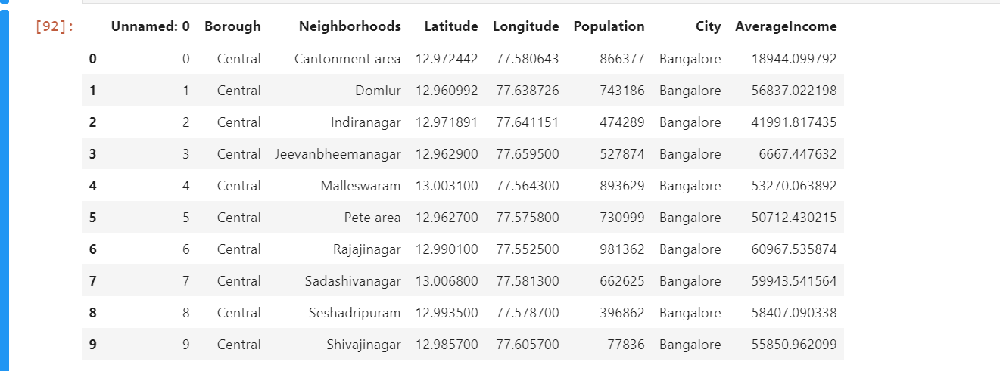 [92]: Unnamed: 0 Borough Neighborhoods Latitude Longitude Population City AverageIncome
0 0 Central Cantonment area 12.972442 77.580643 866377 Bangalore 18944.099792
1 1 Central Domlur 12.960992 77.638726 743186 Bangalore 56837.022198
2 2 Central Indiranagar 12.971891 77.641151 474289 Bangalore 41991.817435
3 3 Central Jeevanbheemanagar 12.962900 77.659500 527874 Bangalore 6667.447632
4 4 Central Malleswaram 13.003100 77.564300 893629 Bangalore 53270.063892
5 5 Central Pete area 12.962700 77.575800 730999 Bangalore 50712.430215
6 6 Central Rajajinagar 12.990100 77.552500 981362 Bangalore 60967.535874
7 7 Central Sadashivanagar 13.006800 77.581300 662625 Bangalore 59943.541564
8 8 Central Seshadripuram 12.993500 77.578700 396862 Bangalore 58407.090338
9 9 Central Shivajinagar 12.985700 77.605700 77836 Bangalore 55850.962099